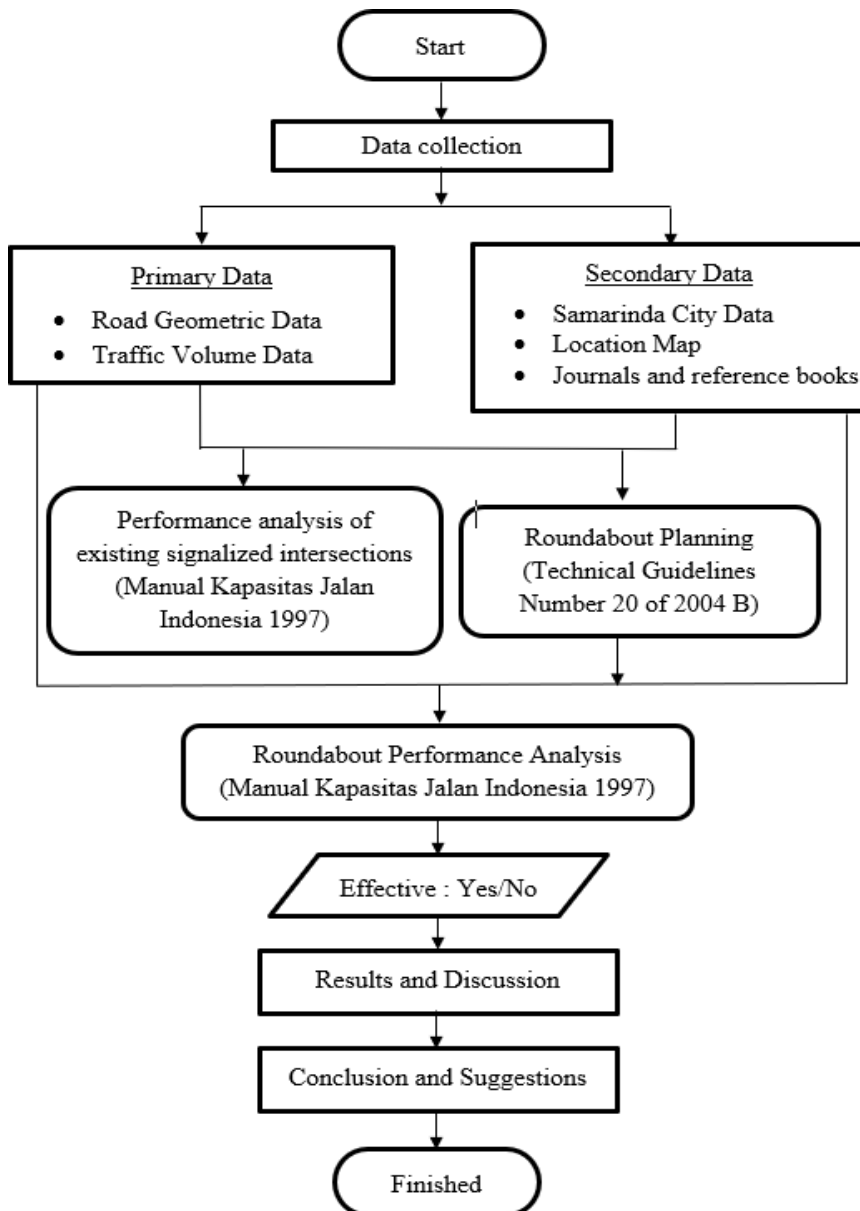 Start
Data collection
Primary Data
• Road Geometric Data
• Traffic Volume Data
Secondary Data
• Samarinda City Data
• Location Map
• Journals and reference books
Performance analysis of
existing signalized intersections
(Manual Kapasitas Jalan
Indonesia 1997)
Roundabout Planning
(Technical Guidelines
Number 20 of 2004 B)
Roundabout Performance Analysis
(Manual Kapasitas Jalan Indonesia 1997)
Effective : Yes/No
Results and Discussion
Conclusion and Suggestions
Finished